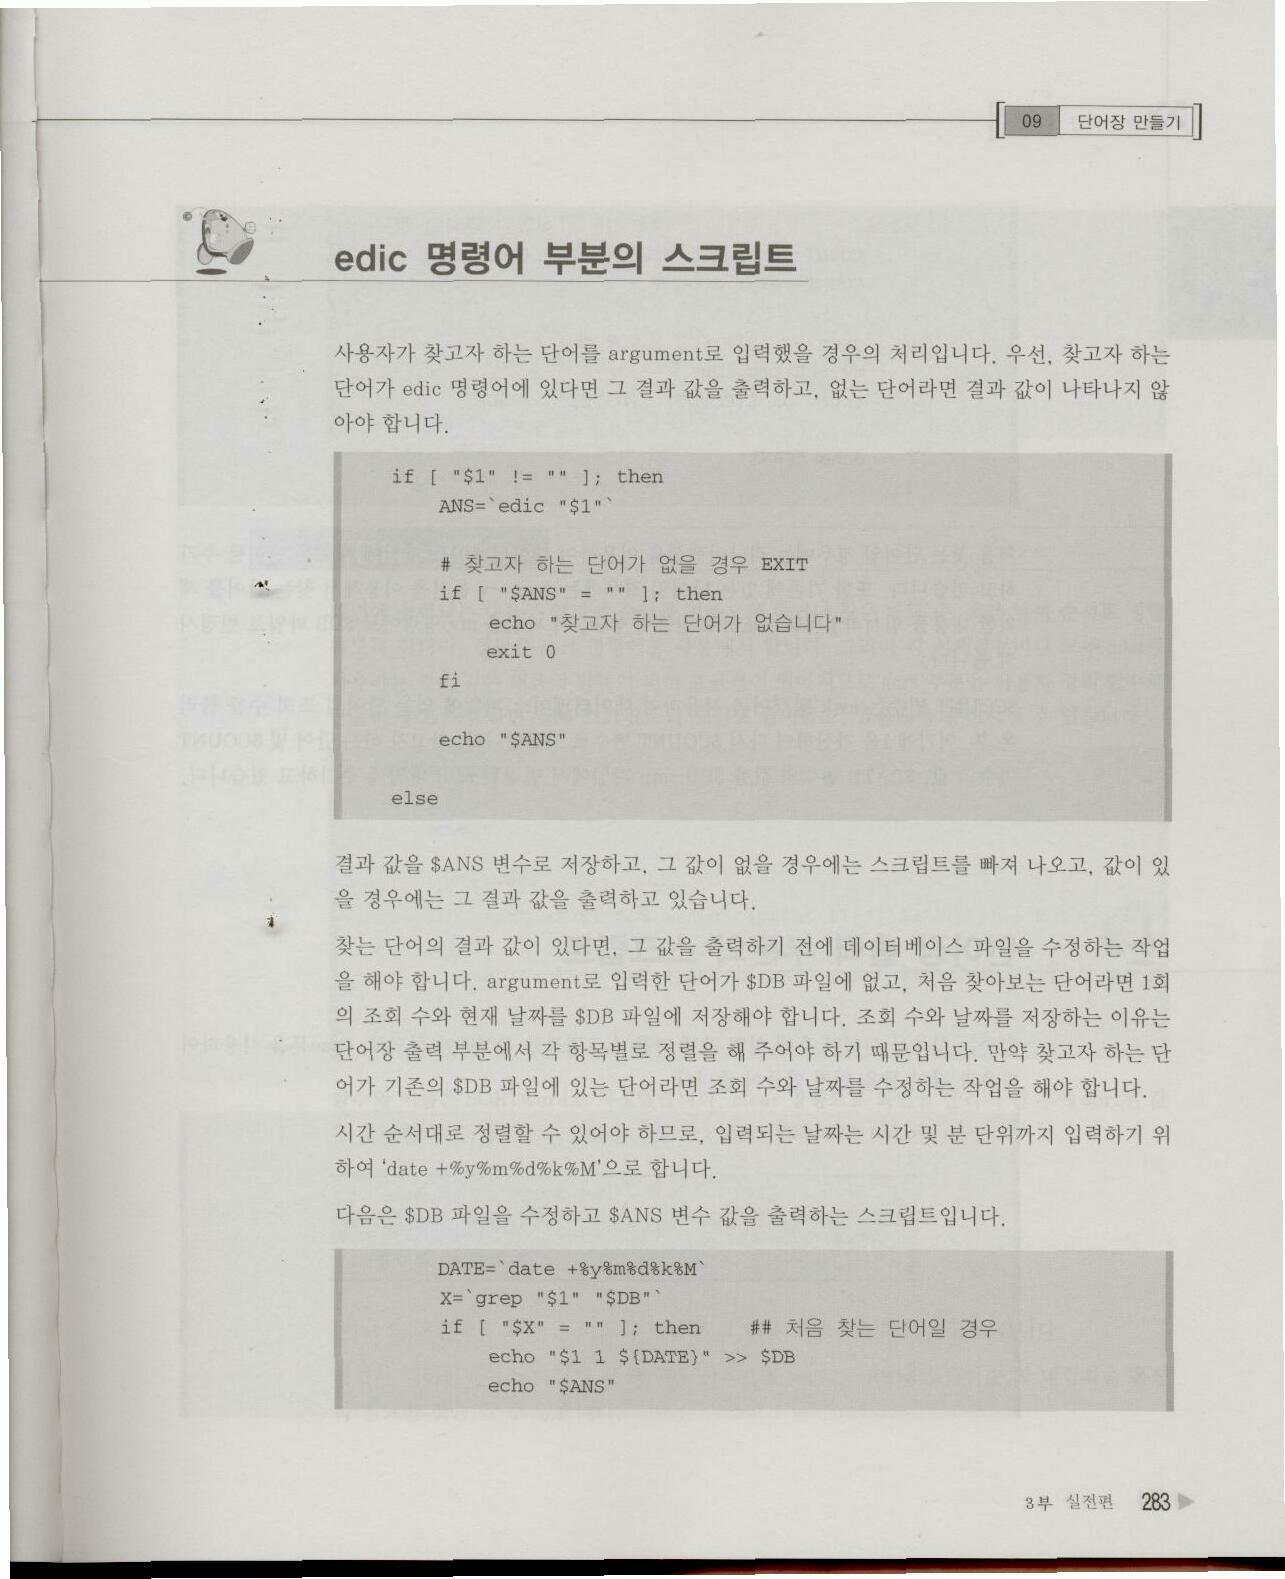 09 단어장 만들기
edic 명령어 부분의 스크립트
사용자가 찾고자 하는 단어를 argument로 입력했을 경우의 처리입니다. 우선, 찾고자 하는
단어가 edic 명령어에 있다면 그 결과 값을 출력하고, 없는 단어라면 결과 값이 나타나지 않
아야 합니다.
if [ "$1" != "" ]; then
ANS=`edic "$1"`
# 찾고자 하는 단어가 없을 경우 EXIT
if [ "$ANS" = "" ]; then
echo "찾고자 하는 단어가 없습니다"
exit 0
fi
echo "$ANS"
else
결과 값을 $ANS 변수로 저장하고, 그 값이 없을 경우에는 스크립트를 빠져 나오고, 값이 있
을 경우에는 그 결과 값을 출력하고 있습니다.
찾는 단어의 결과 값이 있다면, 그 값을 출력하기 전에 데이터베이스 파일을 수정하는 작업
을 해야 합니다. argument로 입력한 단어가 $DB 파일에 없고, 처음 찾아보는 단어라면 1회
의 조회 수와 현재 날짜를 $DB 파일에 저장해야 합니다. 조회 수와 날짜를 저장하는 이유는
단어장 출력 부분에서 각 항목별로 정렬을 해 주어야 하기 때문입니다. 만약 찾고자 하는 단
어가 기존의 $DB 파일에 있는 단어라면 조회 수와 날짜를 수정하는 작업을 해야 합니다.
시간 순서대로 정렬할 수 있어야 하므로, 입력되는 날짜는 시간 및 분 단위까지 입력하기 위
하여 'date +%y%m%d%k%M'으로 합니다.
다음은 $DB 파일을 수정하고 $ANS 변수 값을 출력하는 스크립트입니다.
DATE=`date +%y%m%d%k%M`
X=`grep "$1" "$DB"`
if [ "$X" = "" ]; then ## 처음 찾는 단어일 경우
echo "$1 1 ${DATE}" >> $DB
echo "$ANS"
3부 실전편 283